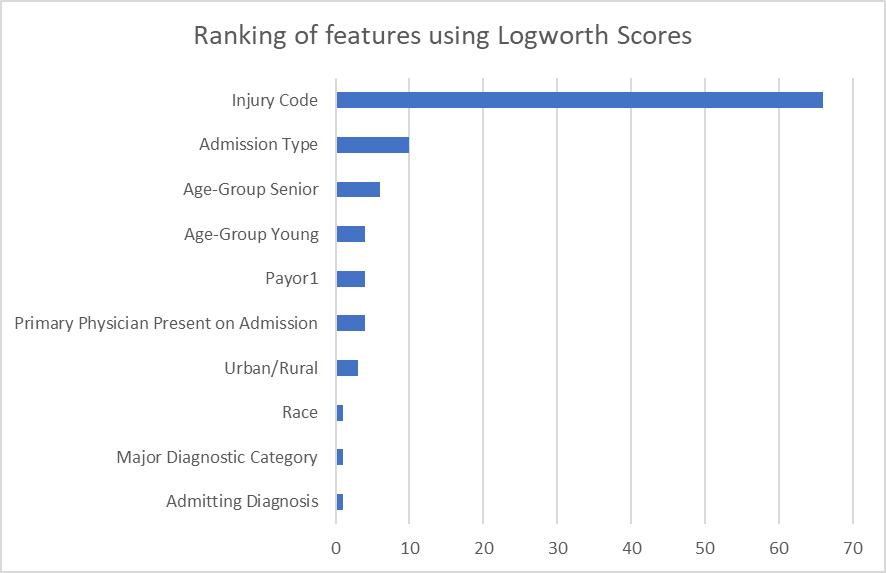 Ranking of features using Logworth Scores
Injury Code
Admission Type
Age-Group Senior
Age-Group Young
Payor1
Primary Physician Present on Admission
Urban/Rural
Race
Major Diagnostic Category
Admitting Diagnosis
0 10 20 30 40 50 60 70